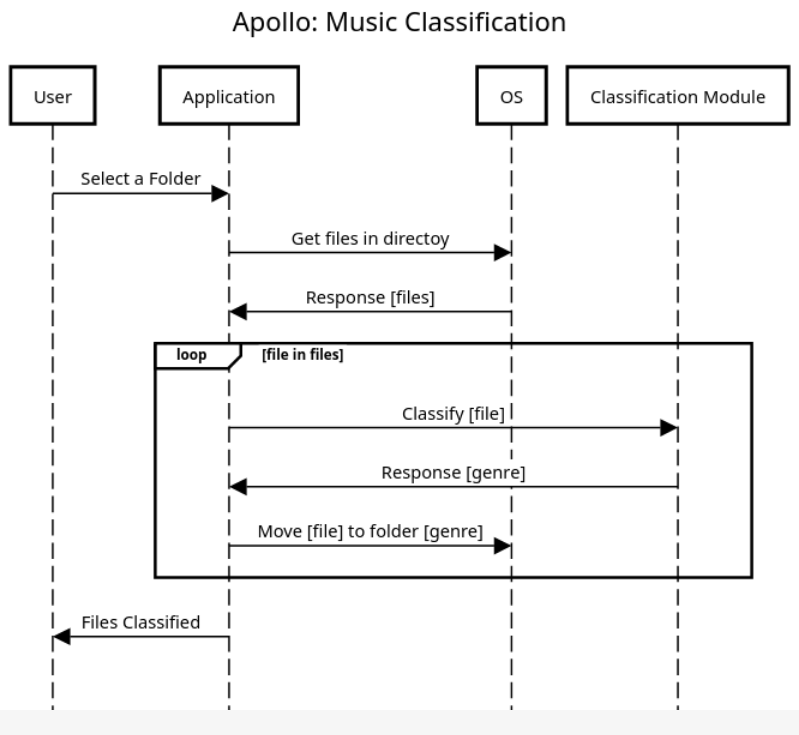 Apollo: Music Classification
User
Application
OS
Classification Module
Select a Folder
Get files in directoy
Response [files]
loop
[file in files]
Classify [file]
Response [genre]
Move [file] to folder [genre]
Files Classified